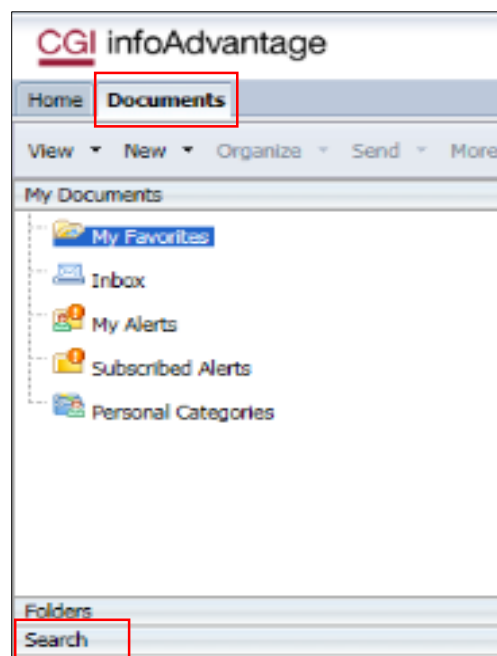 CGI infoAdvantage
Home Documents
View New Organize Send More
My Documents
My Favorites
Inbox
My Alerts
Subscribed Alerts
Personal Categories
Folders
Search